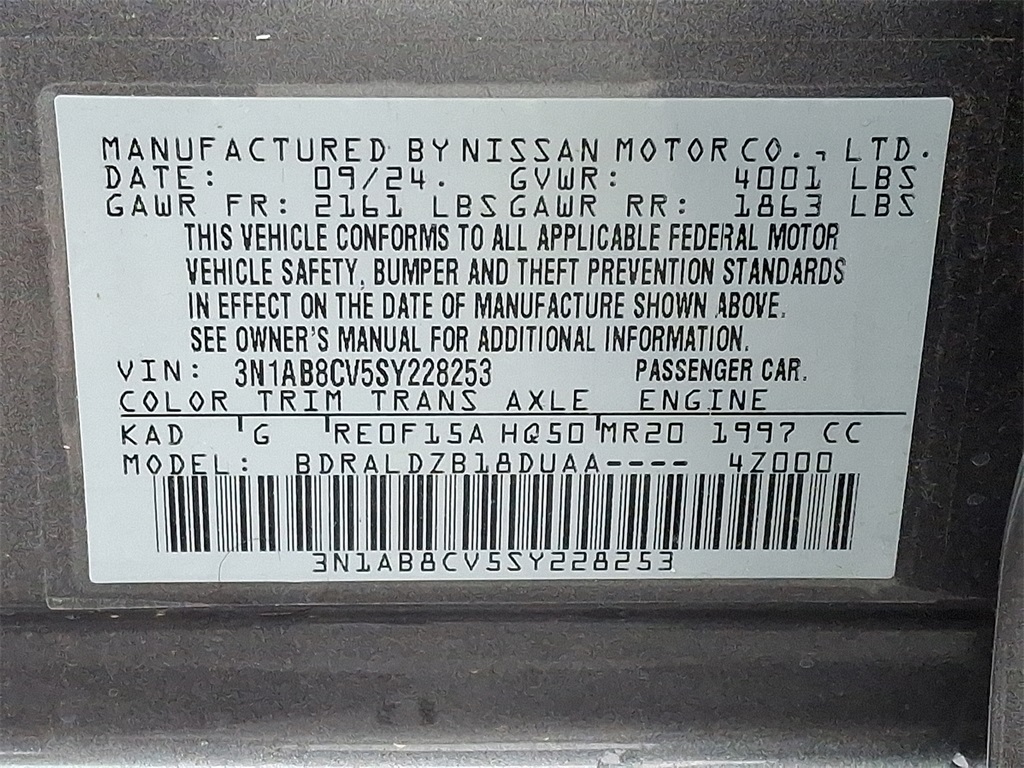 MANUFACTURED BY NISSAN MOTOR CO., LTD.
DATE: 09/24. GVWR: 4001 LBS
GAWR FR: 2161 LBS GAWR RR: 1863 LBS
THIS VEHICLE CONFORMS TO ALL APPLICABLE FEDERAL MOTOR
VEHICLE SAFETY, BUMPER AND THEFT PREVENTION STANDARDS
IN EFFECT ON THE DATE OF MANUFACTURE SHOWN ABOVE.
SEE OWNER'S MANUAL FOR ADDITIONAL INFORMATION.
VIN: 3N1AB8CV5SY228253 PASSENGER CAR.
COLOR TRIM TRANS AXLE ENGINE
KAD G RE0F15A HQ50 MR20 1997 CC
MODEL: BDRALDZB18DUAA---- 4Z000
3N1AB8CV5SY228253